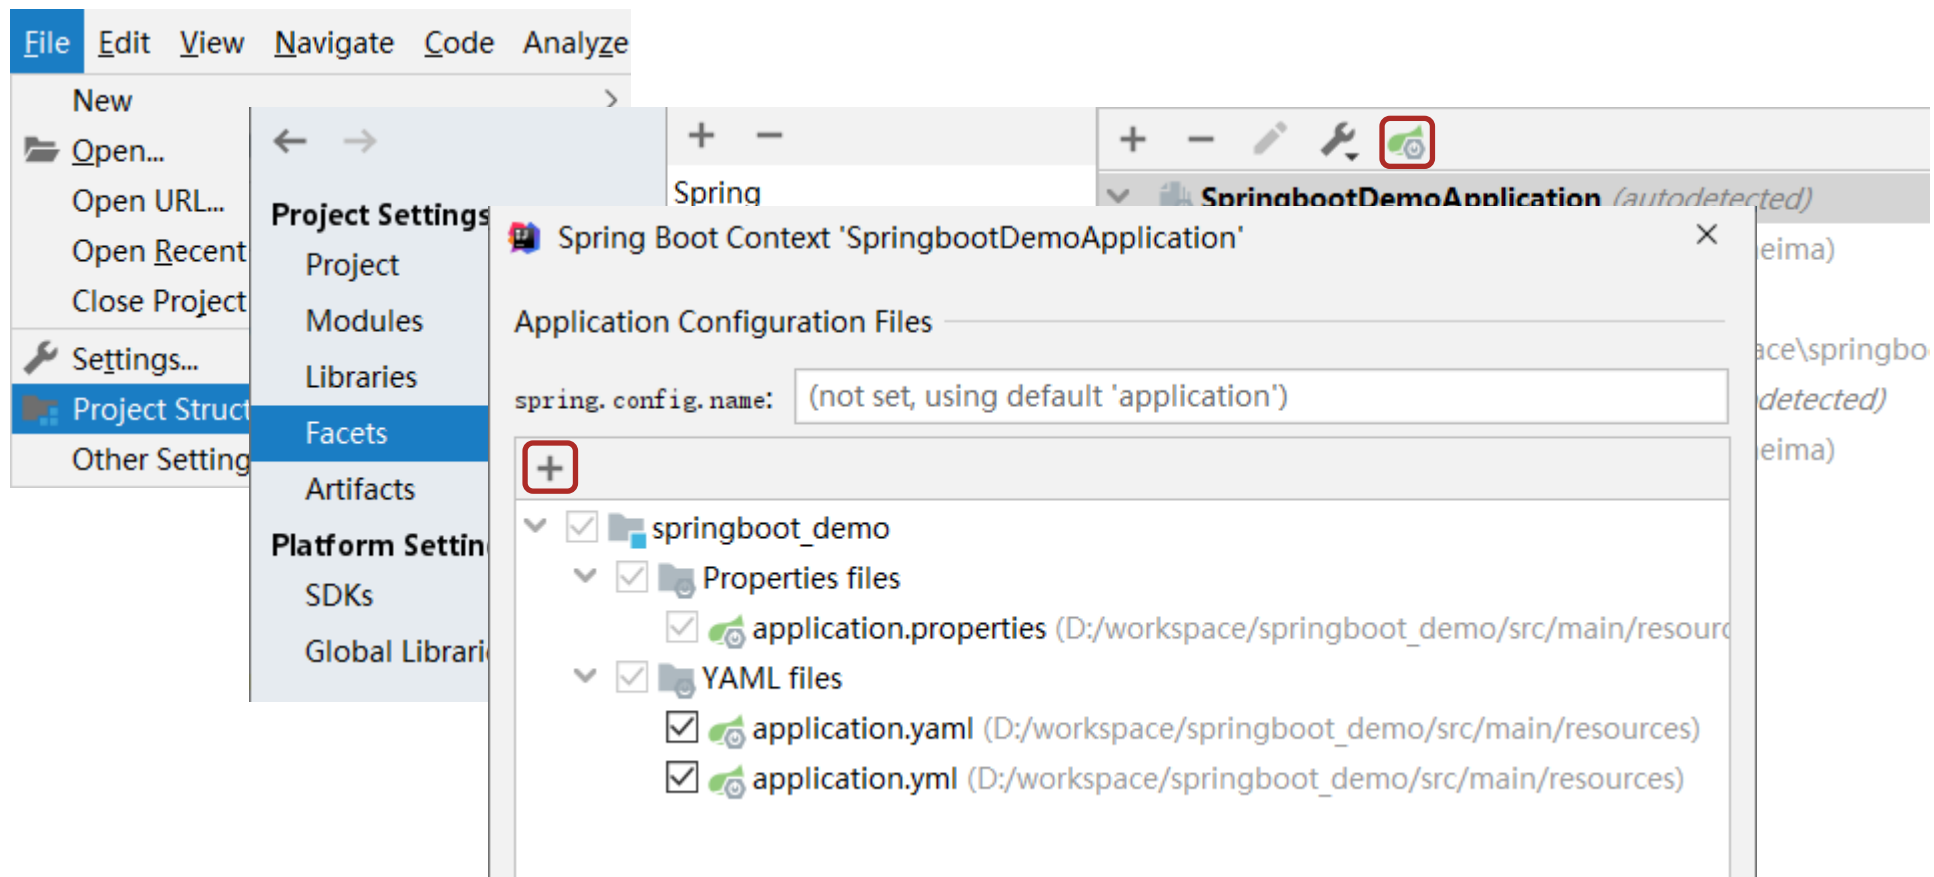 File Edit View Navigate Code Analyze
New
Open...
Open URL...
Open Recent
Close Project
Settings...
Project Struct
Other Setting
Project Settings
Project
Modules
Libraries
Facets
Artifacts
Platform Settin
SDKs
Global Librari
Spring
SpringbootDemoApplication (autodetected)
eima)
ace\springbo
detected)
eima)
Spring Boot Context 'SpringbootDemoApplication'
Application Configuration Files
spring.config.name: (not set, using default 'application')
springboot_demo
Properties files
application.properties (D:/workspace/springboot_demo/src/main/resourc
YAML files
application.yaml (D:/workspace/springboot_demo/src/main/resources)
application.yml (D:/workspace/springboot_demo/src/main/resources)